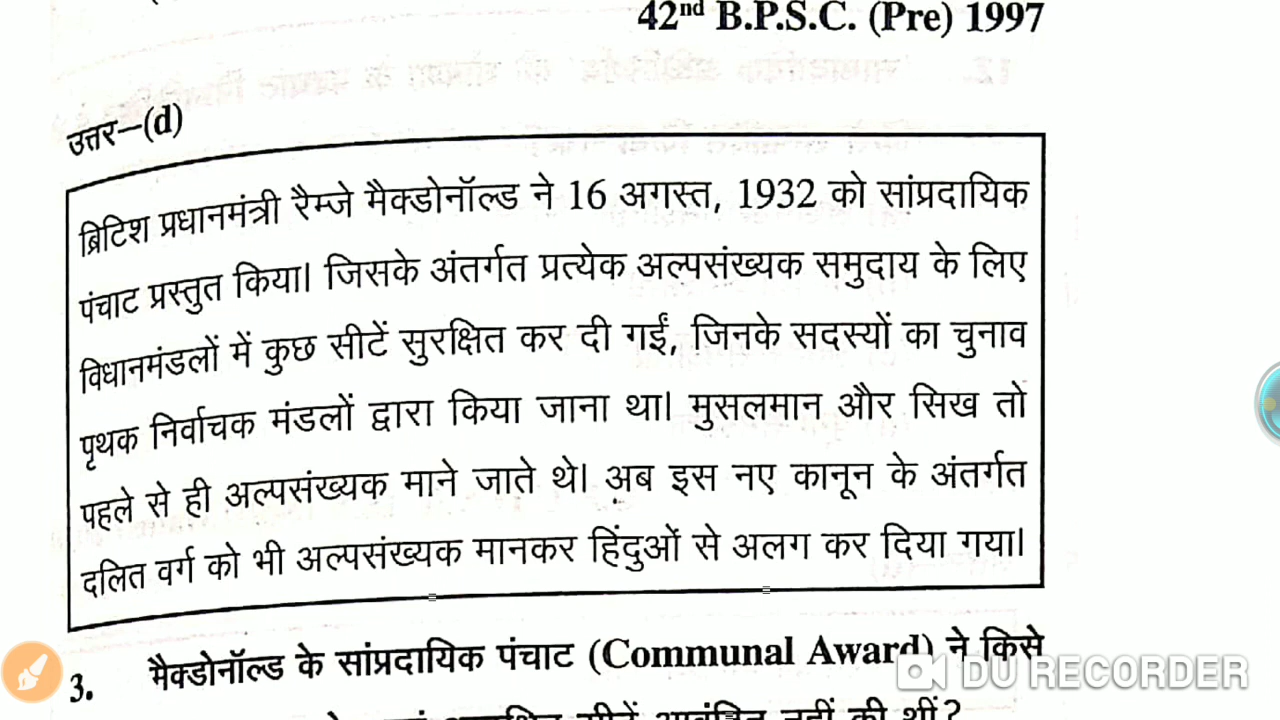 42nd B.P.S.C. (Pre) 1997
उत्तर–(d)
ब्रिटिश प्रधानमंत्री रैम्जे मैक्डोनॉल्ड ने 16 अगस्त, 1932 को सांप्रदायिक
पंचाट प्रस्तुत किया। जिसके अंतर्गत प्रत्येक अल्पसंख्यक समुदाय के लिए
विधानमंडलों में कुछ सीटें सुरक्षित कर दी गईं, जिनके सदस्यों का चुनाव
पृथक निर्वाचक मंडलों द्वारा किया जाना था। मुसलमान और सिख तो
पहले से ही अल्पसंख्यक माने जाते थे। अब इस नए कानून के अंतर्गत
दलित वर्ग को भी अल्पसंख्यक मानकर हिंदुओं से अलग कर दिया गया।
3. मैक्डोनॉल्ड के सांप्रदायिक पंचाट (Communal Award) ने किसे
सीटें आवंटित नहीं की थीं?
DU RECORDER